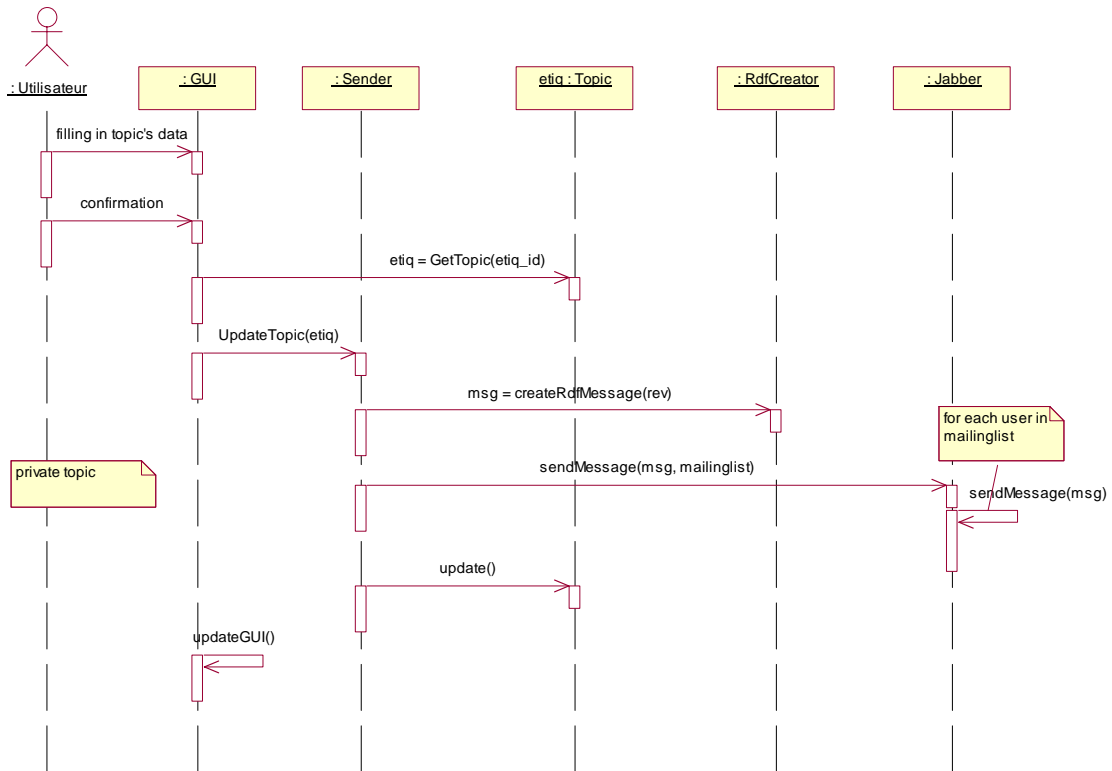 : Utilisateur
: GUI
: Sender
etiq : Topic
: RdfCreator
: Jabber
filling in topic's data
confirmation
etiq = GetTopic(etiq_id)
UpdateTopic(etiq)
msg = createRdfMessage(rev)
for each user in
mailinglist
private topic
sendMessage(msg, mailinglist)
sendMessage(msg)
update()
updateGUI()